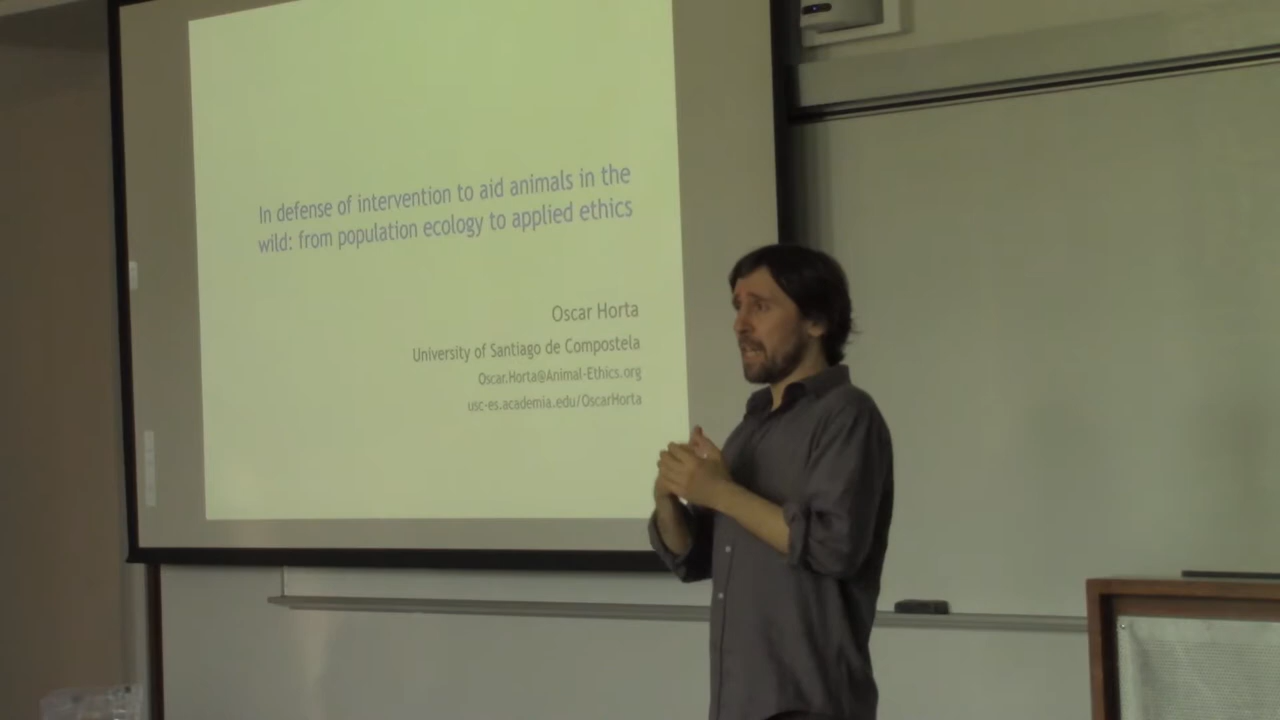 In defense of intervention to aid animals in the
wild: from population ecology to applied ethics
Oscar Horta
University of Santiago de Compostela
Oscar.Horta@Animal-Ethics.org
usc-es.academia.edu/OscarHorta